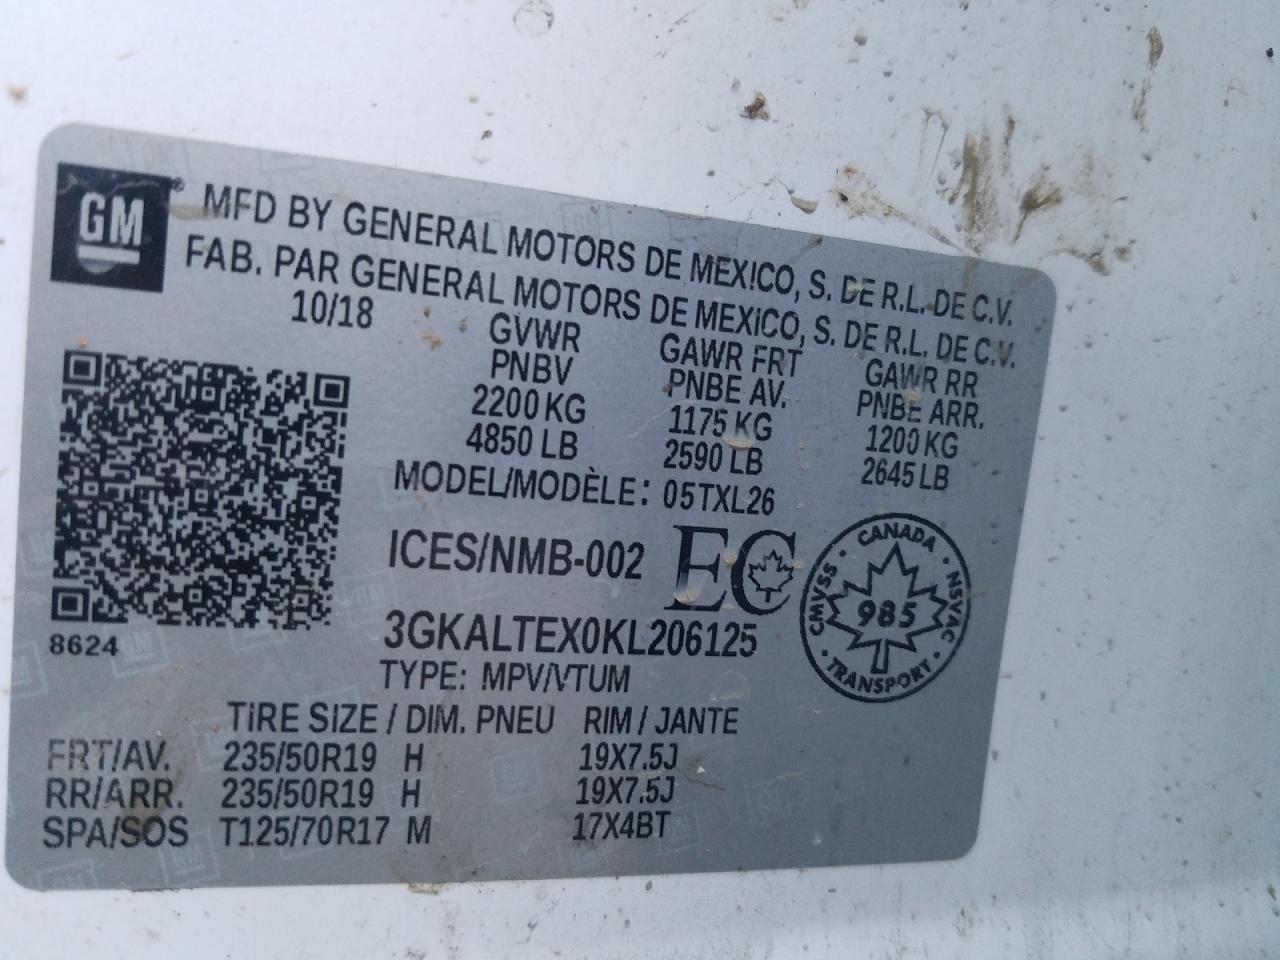 GM
MFD BY GENERAL MOTORS DE MEXICO, S. DE R.L. DE C.V.
FAB. PAR GENERAL MOTORS DE MEXICO, S. DE R.L. DE C.V.
10/18
GVWR GAWR FRT GAWR RR
PNBV PNBE AV. PNBE ARR.
2200 KG 1175 KG 1200 KG
4850 LB 2590 LB 2645 LB
MODEL/MODÈLE: 05TXL26
ICES/NMB-002 EC
CANADA
CMVSS 985 NSVAC
TRANSPORT
8624
3GKALTEX0KL206125
TYPE: MPV/VTUM
TIRE SIZE / DIM. PNEU RIM / JANTE
FRT/AV. 235/50R19 H 19X7.5J
RR/ARR. 235/50R19 H 19X7.5J
SPA/SOS T125/70R17 M 17X4BT